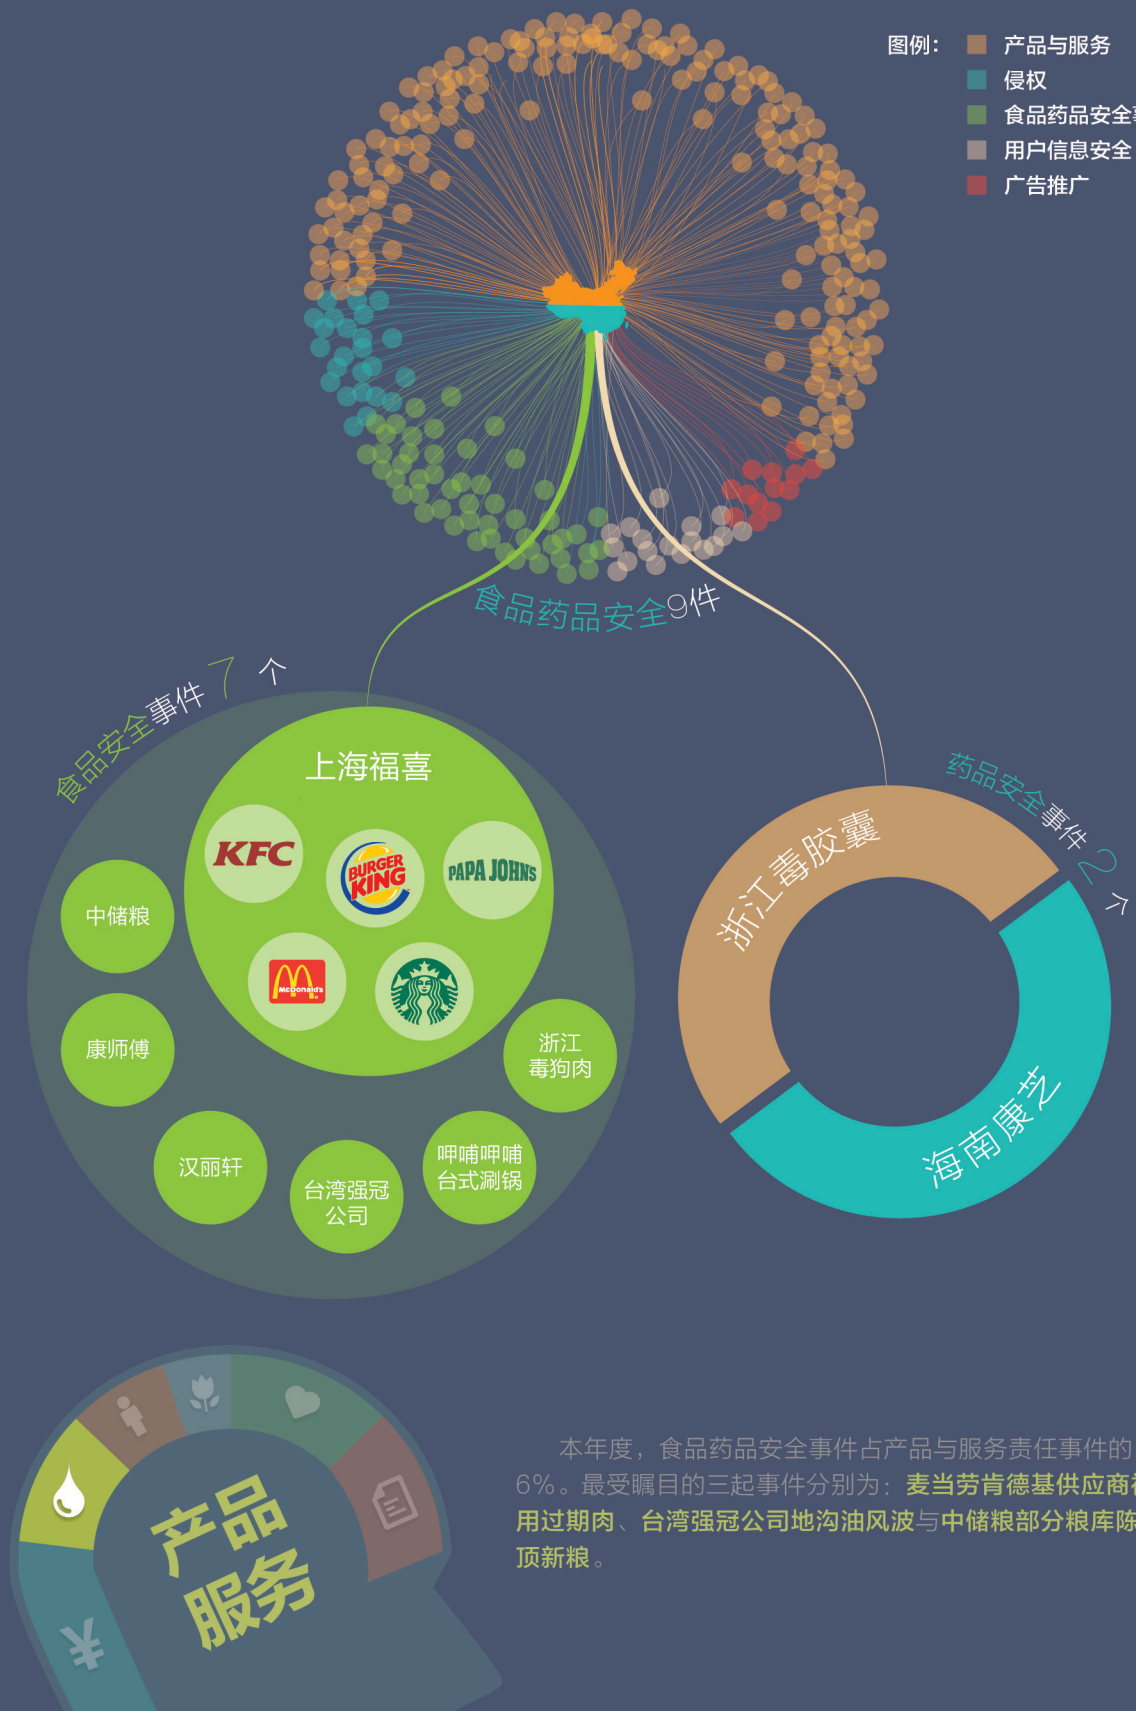 图例：
产品与服务
侵权
食品药品安全
用户信息安全
广告推广
食品药品安全9件
食品安全事件7个
上海福喜
KFC
BURGER
KING
PAPA JOHN'S
McDonald's
中储粮
康师傅
汉丽轩
台湾强冠
公司
呷哺呷哺
台式涮锅
浙江
毒狗肉
药品安全事件2个
浙江毒胶囊
海南康芝
产品
服务
¥
本年度，食品药品安全事件占产品与服务责任事件的
6%。最受瞩目的三起事件分别为：麦当劳肯德基供应商
用过期肉、台湾强冠公司地沟油风波与中储粮部分粮库陈
顶新粮。